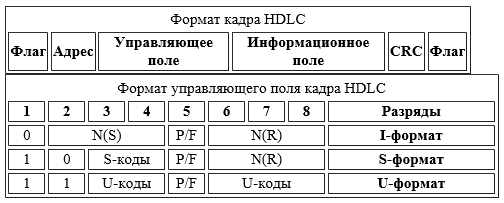 Формат кадра HDLC
Флаг Адрес Управляющее поле Информационное поле CRC Флаг
Формат управляющего поля кадра HDLC
1 2 3 4 5 6 7 8 Разряды
0 N(S) P/F N(R) I-формат
1 0 S-коды P/F N(R) S-формат
1 1 U-коды P/F U-коды U-формат